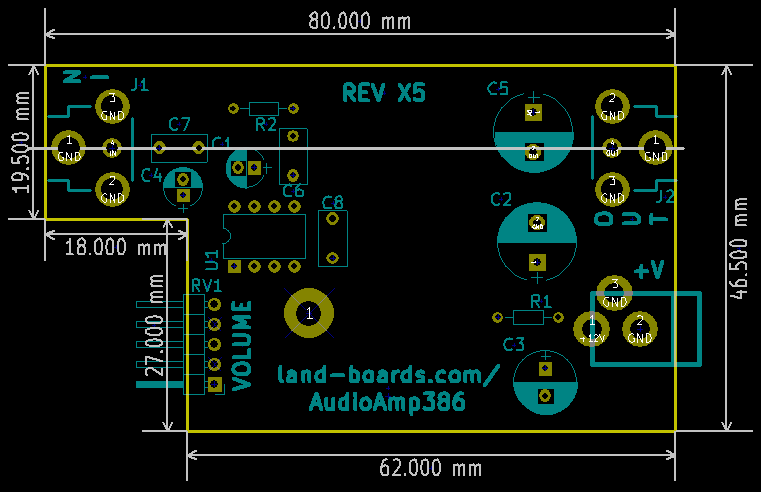 80.000 mm
IN
J1
REV X5
C5
3
GND
2
GND
C7
R2
C1
1
GND
4
IN
OUT
1
GND
19.500 mm
C4
2
GND
3
GND
J2
C6
C8
C2
GND
OUT
18.000 mm
U1
1
+V
46.500 mm
RV1
3
GND
R1
1
1
+12V
2
GND
27.000 mm
VOLUME
C3
land-boards.com/
AudioAmp386
62.000 mm